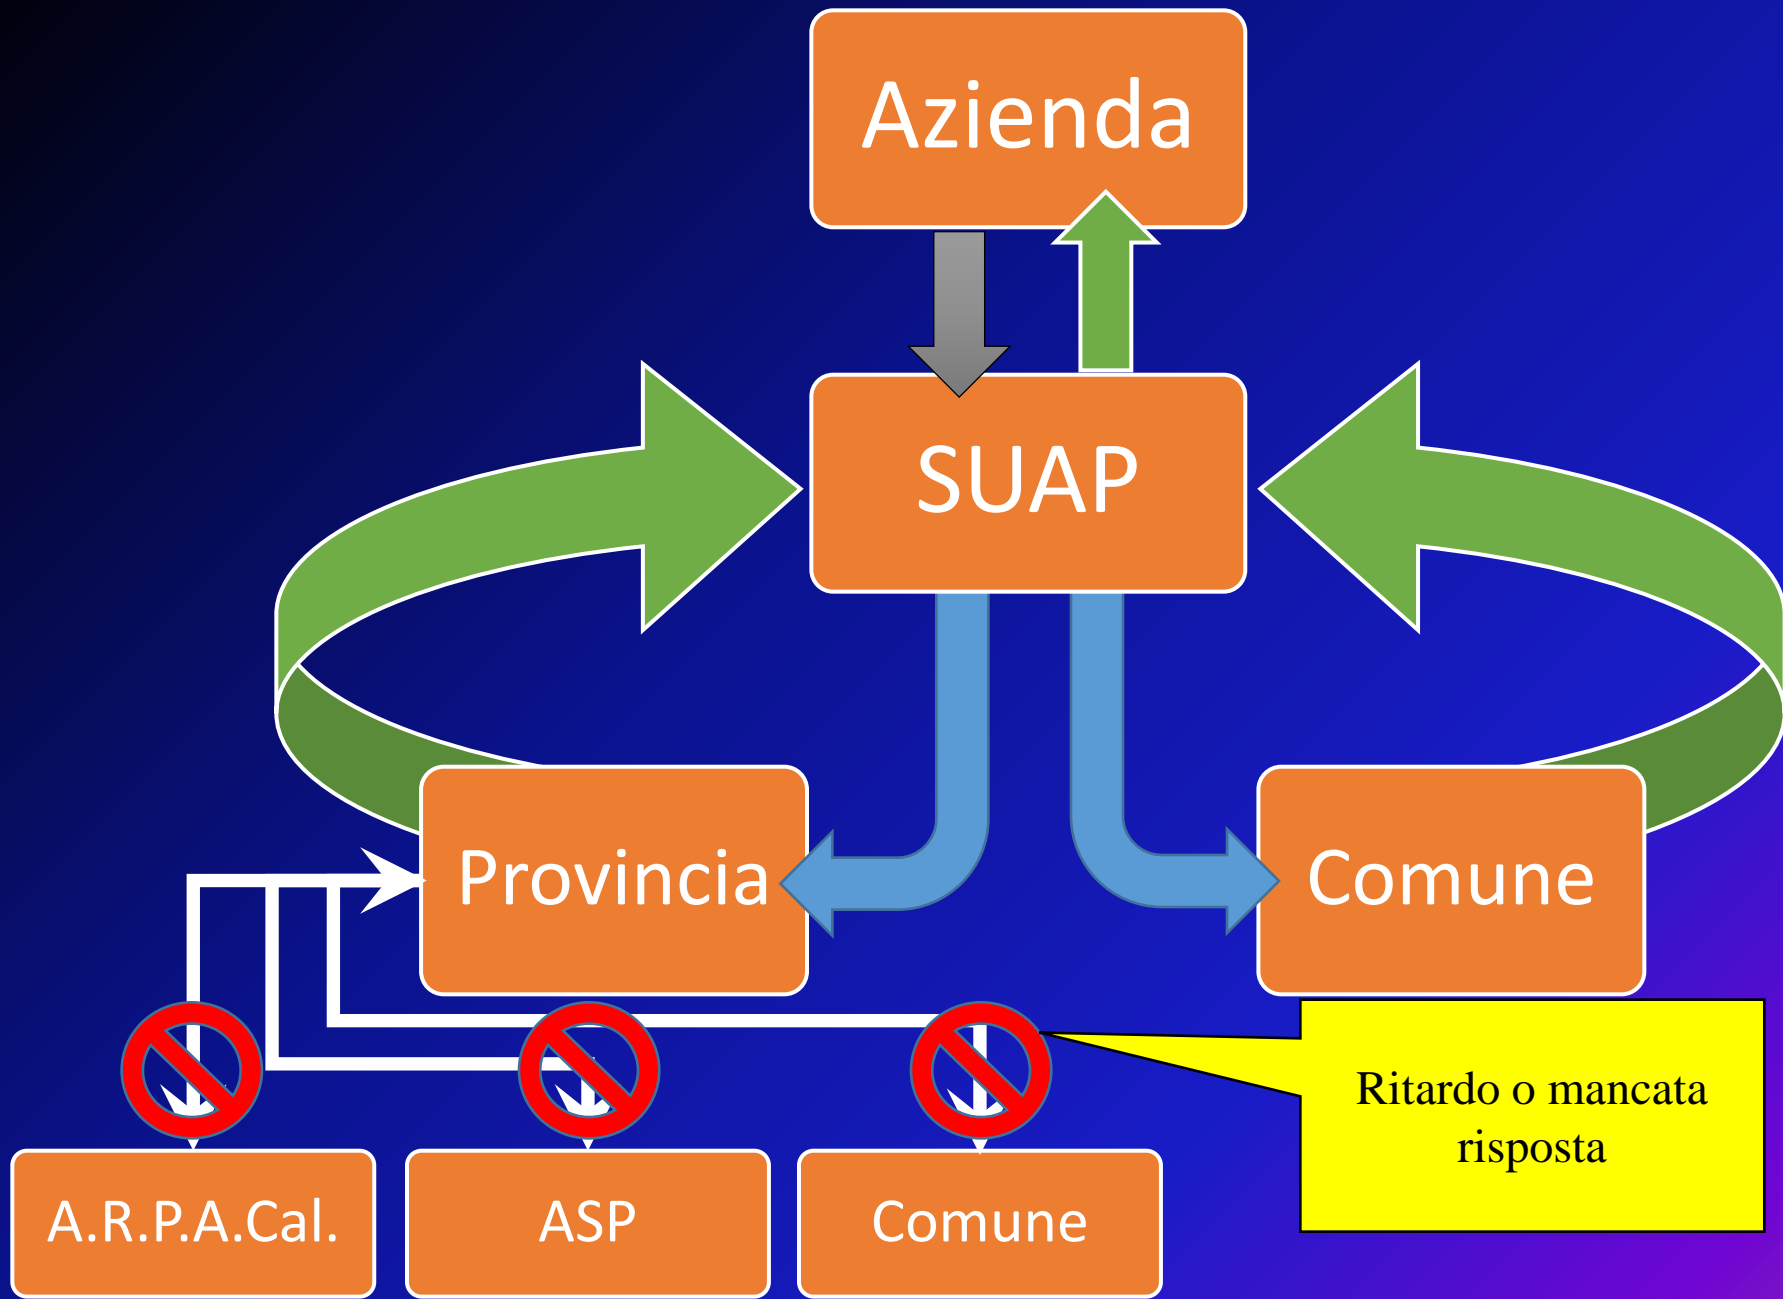 Azienda
SUAP
Provincia
Comune
Ritardo o mancata
risposta
A.R.P.A.Cal.
ASP
Comune